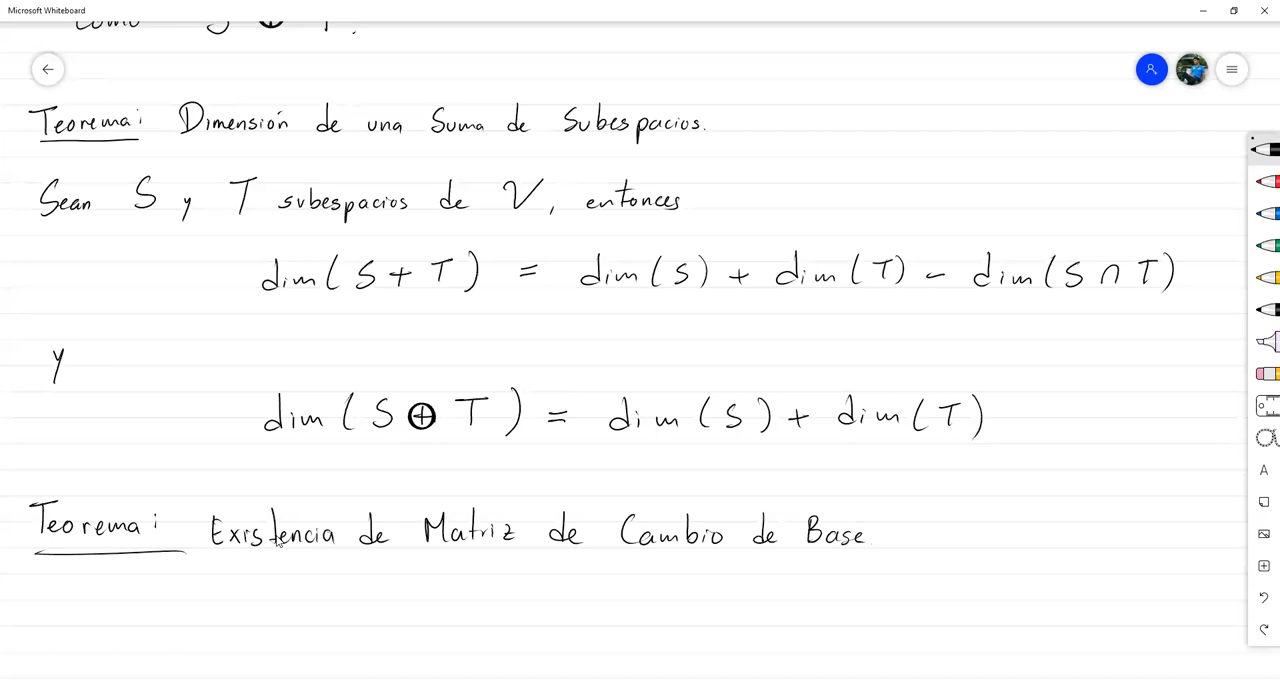 Microsoft Whiteboard
Teorema: Dimensión de una Suma de Subespacios.
Sean S y T subespacios de V, entonces
dim(S + T) = dim(S) + dim(T) - dim(S ∩ T)
y
dim(S ⊕ T) = dim(S) + dim(T)
Teorema: Existencia de Matriz de Cambio de Base.
A